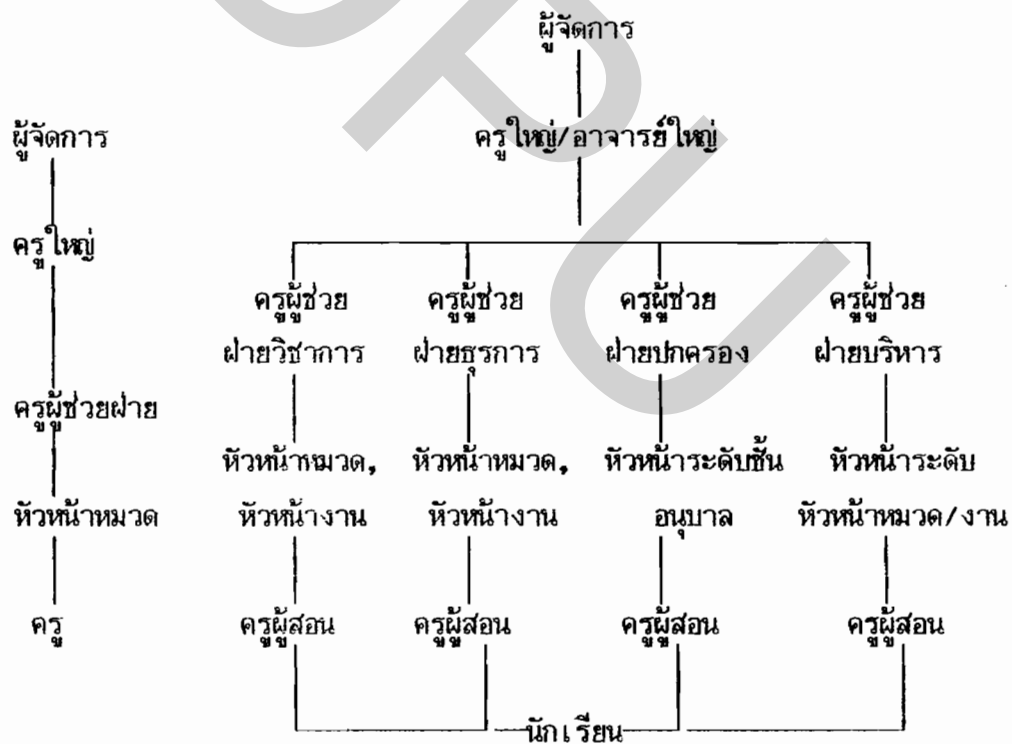 ผู้จัดการ
ครูใหญ่
ครูผู้ช่วยฝ่าย
หัวหน้าหมวด
ครู
ผู้จัดการ
ครูใหญ่/อาจารย์ใหญ่
ครูผู้ช่วย ครูผู้ช่วย ครูผู้ช่วย ครูผู้ช่วย
ฝ่ายวิชาการ ฝ่ายธุรการ ฝ่ายปกครอง ฝ่ายบริหาร
หัวหน้าหมวด, หัวหน้าหมวด, หัวหน้าระดับชั้น หัวหน้าระดับ
หัวหน้างาน หัวหน้างาน อนุบาล หัวหน้าหมวด/งาน
ครูผู้สอน ครูผู้สอน ครูผู้สอน ครูผู้สอน
นักเรียน